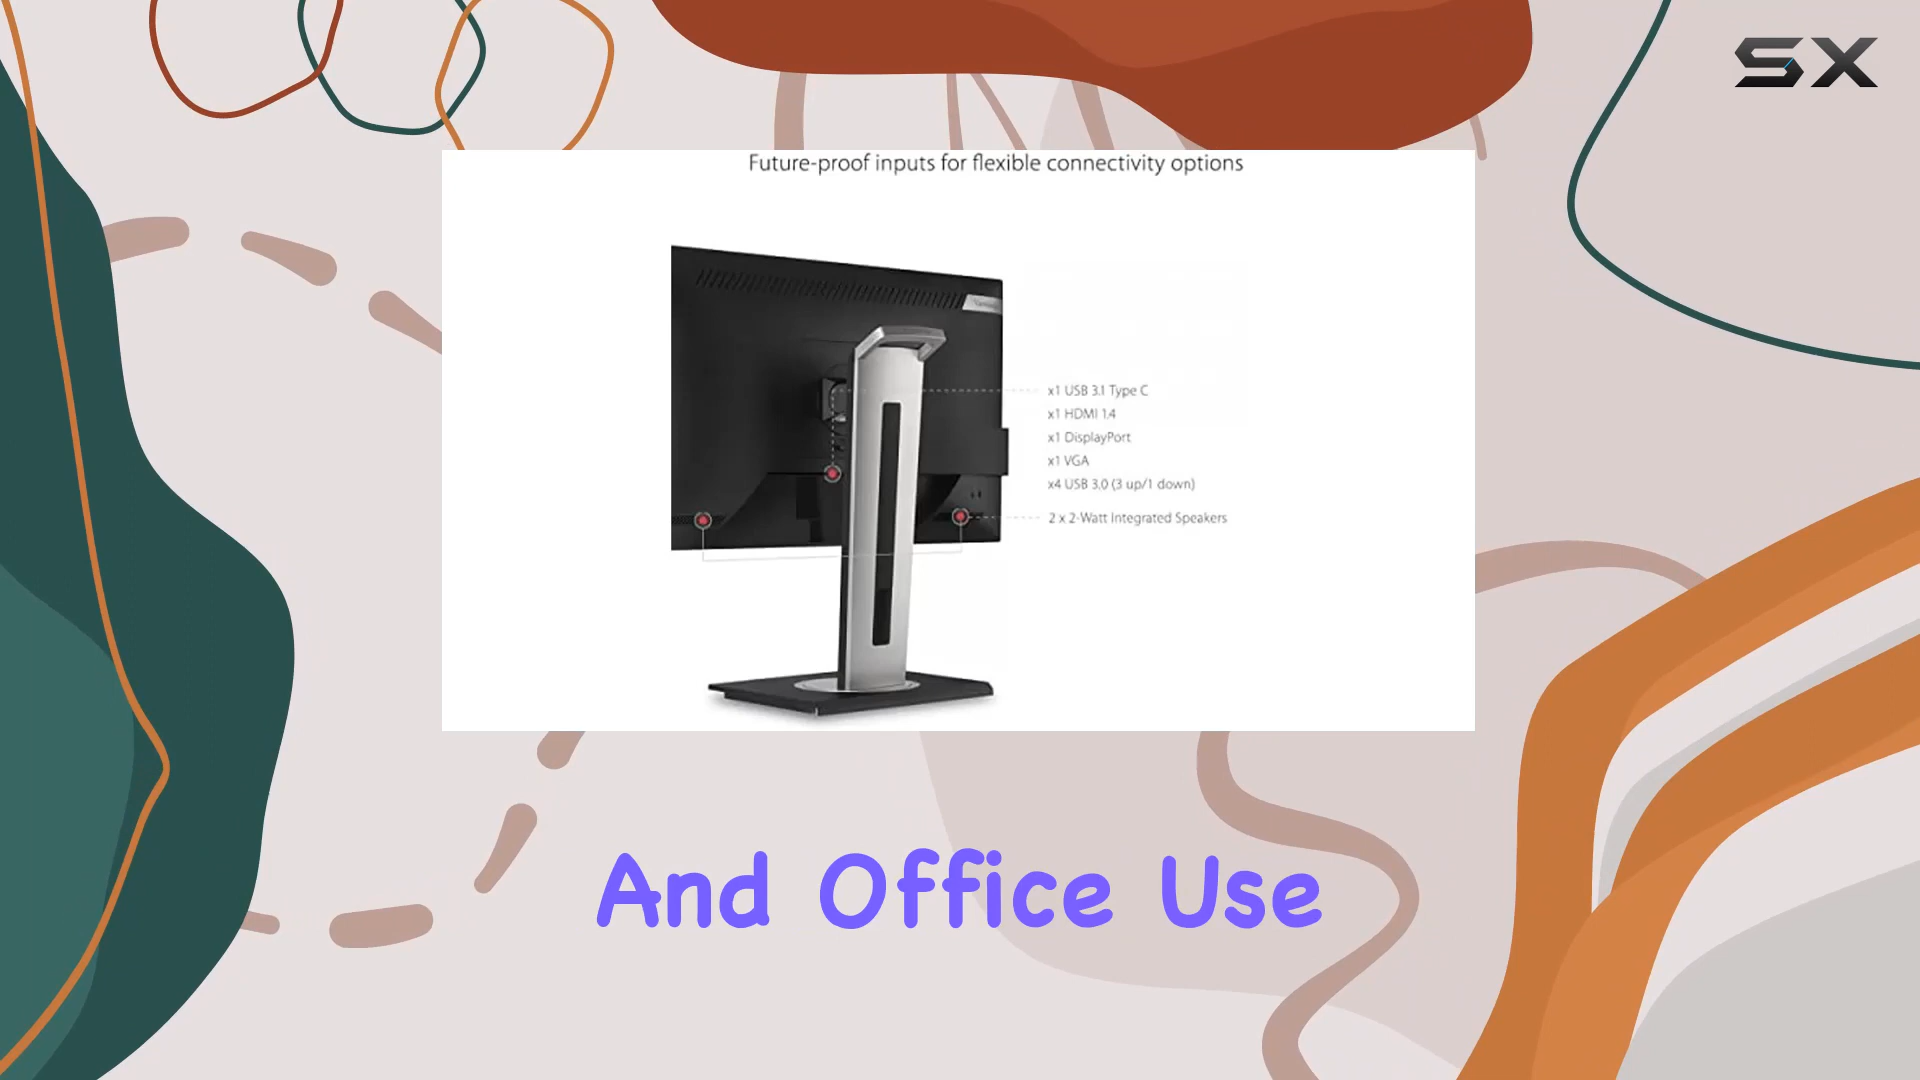 SX
Future-proof inputs for flexible connectivity options
x1 USB 3.1 Type C
x1 HDMI 1.4
x1 DisplayPort
x1 VGA
x4 USB 3.0 (3 up/1 down)
2 x 2-Watt Integrated Speakers
And Office Use